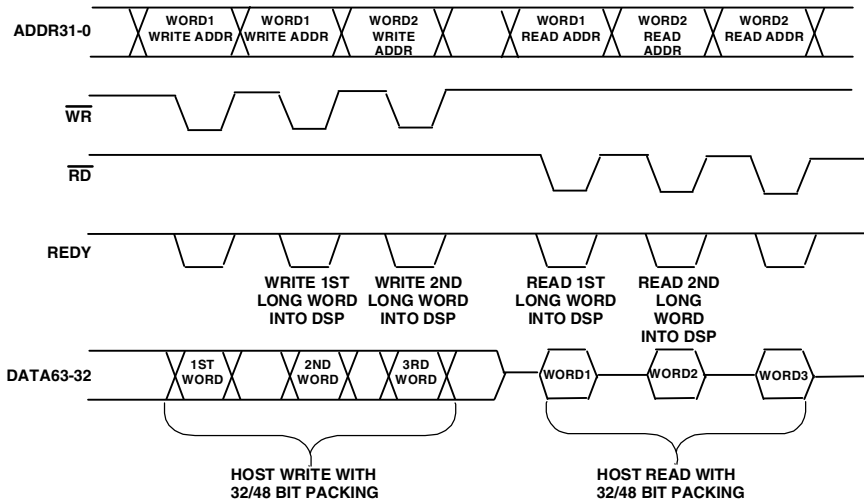 ADDR31-0
WORD1
WRITE ADDR
WORD1
WRITE ADDR
WORD2
WRITE
ADDR
WORD1
READ ADDR
WORD2
READ
ADDR
WORD2
READ ADDR
WR
RD
REDY
WRITE 1ST
LONG WORD
INTO DSP
WRITE 2ND
LONG WORD
INTO DSP
READ 1ST
LONG WORD
INTO DSP
READ 2ND
LONG
WORD
INTO DSP
DATA63-32
1ST
WORD
2ND
WORD
3RD
WORD
WORD1
WORD2
WORD3
HOST WRITE WITH
32/48 BIT PACKING
HOST READ WITH
32/48 BIT PACKING